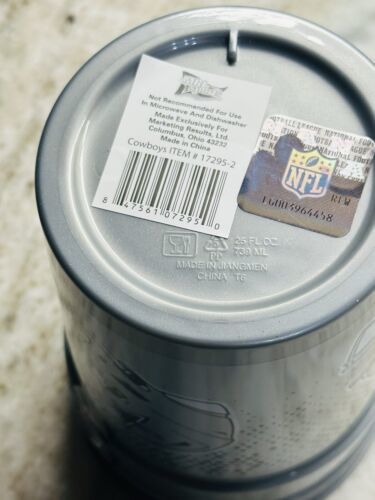 Not Recommended For Use
In Microwave And Dishwasher
Made Exclusively For
Marketing Results, Ltd.
Columbus, Ohio 43232
Made in China
Cowboys ITEM # 17295-2
8 47561 07295 0
NFL
FG003964458
25 FL OZ
PP
739 ML
MADE IN JIANGMEN
CHINA T6